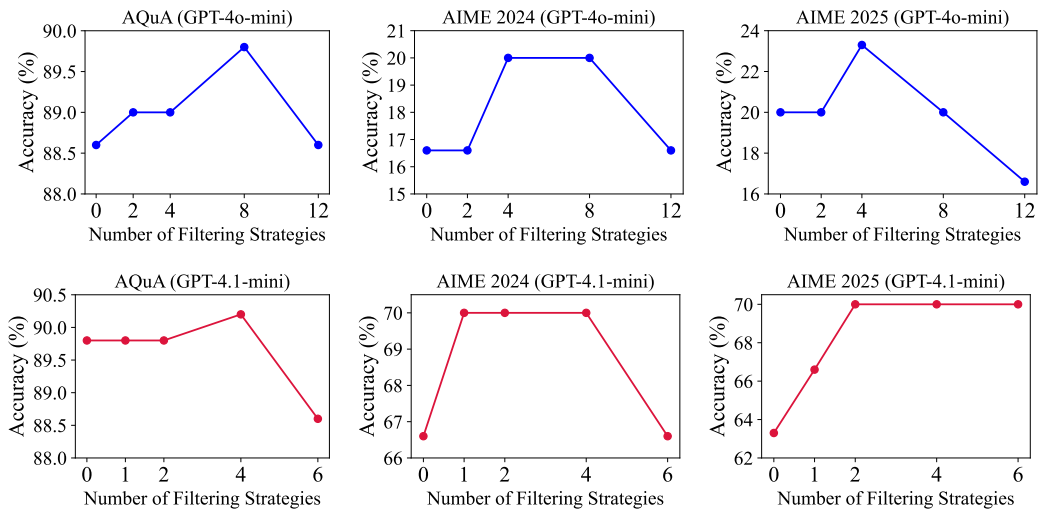 AQuA (GPT-4o-mini)
90.0
89.5
89.0
88.5
88.0
Accuracy (%)
0 2 4 8 12
Number of Filtering Strategies
AIME 2024 (GPT-4o-mini)
21
20
19
18
17
16
15
Accuracy (%)
0 2 4 8 12
Number of Filtering Strategies
AIME 2025 (GPT-4o-mini)
24
22
20
18
16
Accuracy (%)
0 2 4 8 12
Number of Filtering Strategies
AQuA (GPT-4.1-mini)
90.5
90.0
89.5
89.0
88.5
88.0
Accuracy (%)
0 1 2 4 6
Number of Filtering Strategies
AIME 2024 (GPT-4.1-mini)
70
69
68
67
66
Accuracy (%)
0 1 2 4 6
Number of Filtering Strategies
AIME 2025 (GPT-4.1-mini)
70
68
66
64
62
Accuracy (%)
0 1 2 4 6
Number of Filtering Strategies